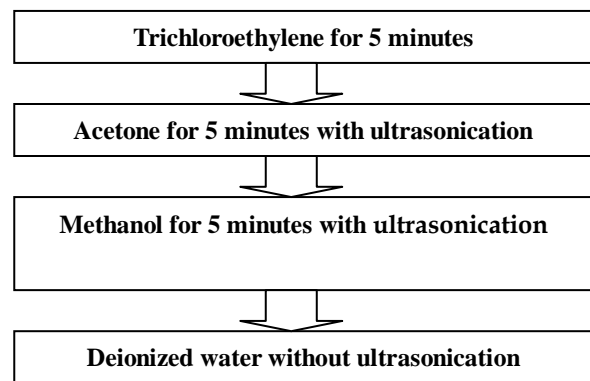 Trichloroethylene for 5 minutes
Acetone for 5 minutes with ultrasonication
Methanol for 5 minutes with ultrasonication
Deionized water without ultrasonication